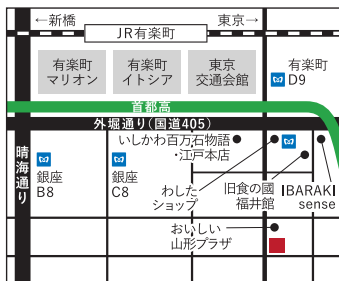 ←新橋
東京→
JR有楽町
有楽町
マリオン
有楽町
イトシア
東京
交通会館
有楽町
D9
首都高
外堀通り(国道405)
晴海通り
いしかわ百万石物語
・江戸本店
銀座
B8
銀座
C8
わした
ショップ
旧食の國
福井館
IBARAKI
sense
おいしい
山形プラザ